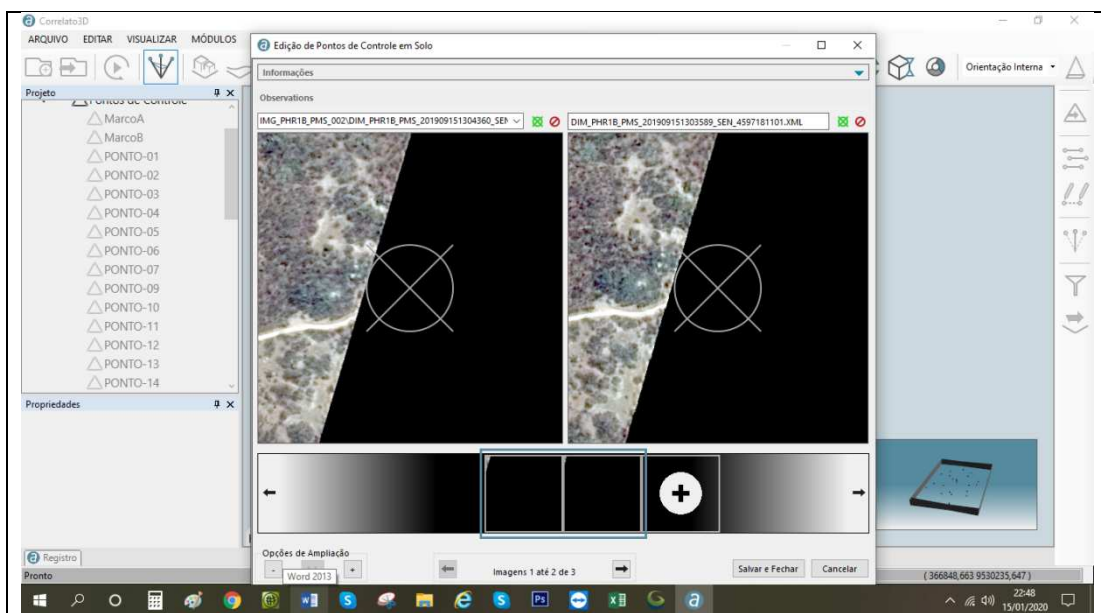 Correlato3D
ARQUIVO EDITAR VISUALIZAR MÓDULOS
Orientação Interna
Projeto
Pontos de Controle
MarcoA
MarcoB
PONTO-01
PONTO-02
PONTO-03
PONTO-04
PONTO-05
PONTO-06
PONTO-07
PONTO-09
PONTO-10
PONTO-11
PONTO-12
PONTO-13
PONTO-14
Propriedades
Registro
Pronto
Edição de Pontos de Controle em Solo
Informações
Observations
IMG_PHR1B_PMS_002\DIM_PHR1B_PMS_201909151304360_SEN
DIM_PHR1B_PMS_201909151303589_SEN_4597181101.XML
Opções de Ampliação
- +
Word 2013
Imagens 1 até 2 de 3
Salvar e Fechar Cancelar
( 366848,663 9530235,647 )
22:48
15/01/2020